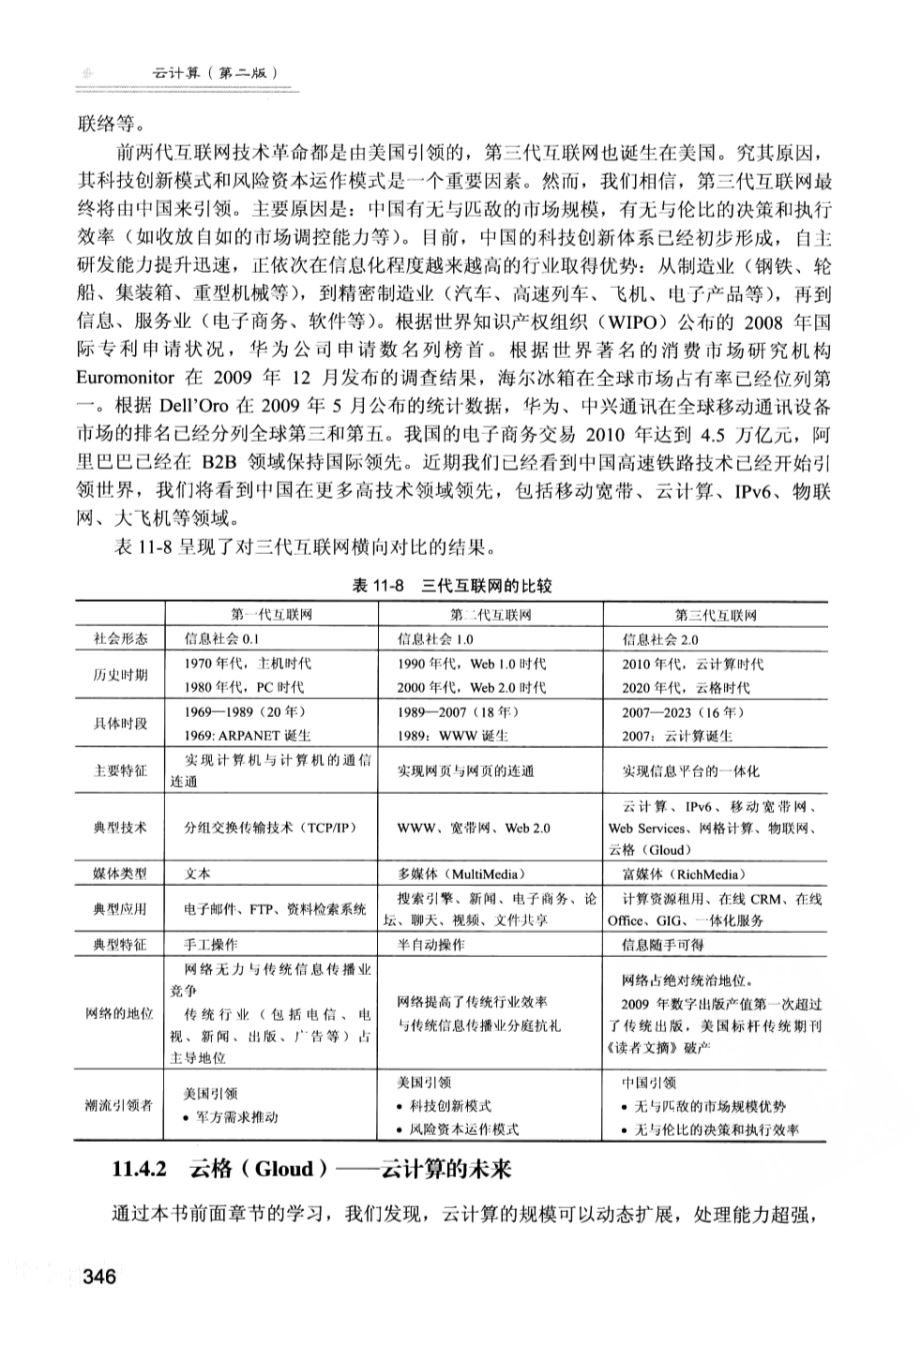 云计算（第二版）
联络等。
前两代互联网技术革命都是由美国引领的，第三代互联网也诞生在美国。究其原因，
其科技创新模式和风险资本运作模式是一个重要因素。然而，我们相信，第三代互联网最
终将由中国来引领。主要原因是：中国有无与匹敌的市场规模，有无与伦比的决策和执行
效率（如收放自如的市场调控能力等）。目前，中国的科技创新体系已经初步形成，自主
研发能力提升迅速，正依次在信息化程度越来越高的行业取得优势：从制造业（钢铁、轮
船、集装箱、重型机械等），到精密制造业（汽车、高速列车、飞机、电子产品等），再到
信息、服务业（电子商务、软件等）。根据世界知识产权组织（WIPO）公布的 2008 年国
际专利申请状况，华为公司申请数名列榜首。根据世界著名的消费市场研究机构
Euromonitor 在 2009 年 12 月发布的调查结果，海尔冰箱在全球市场占有率已经位列第
一。根据 Dell'Oro 在 2009 年 5 月公布的统计数据，华为、中兴通讯在全球移动通讯设备
市场的排名已经分列全球第三和第五。我国的电子商务交易 2010 年达到 4.5 万亿元，阿
里巴巴已经在 B2B 领域保持国际领先。近期我们已经看到中国高速铁路技术已经开始引
领世界，我们将看到中国在更多高技术领域领先，包括移动宽带、云计算、IPv6、物联
网、大飞机等领域。
表 11-8 呈现了对三代互联网横向对比的结果。
表 11-8 三代互联网的比较
第一代互联网 第二代互联网 第三代互联网
社会形态 信息社会 0.1 信息社会 1.0 信息社会 2.0
历史时期
1970 年代，主机时代
1980 年代，PC 时代
1990 年代，Web 1.0 时代
2000 年代，Web 2.0 时代
2010 年代，云计算时代
2020 年代，云格时代
具体时段
1969—1989（20 年）
1969: ARPANET 诞生
1989—2007（18 年）
1989：WWW 诞生
2007—2023（16 年）
2007：云计算诞生
主要特征
实现计算机与计算机的通信
连通
实现网页与网页的连通
实现信息平台的一体化
典型技术
分组交换传输技术（TCP/IP）
WWW、宽带网、Web 2.0
云计算、IPv6、移动宽带网、
Web Services、网格计算、物联网、
云格（Gloud）
媒体类型 文本 多媒体（MultiMedia） 富媒体（RichMedia）
典型应用
电子邮件、FTP、资料检索系统
搜索引擎、新闻、电子商务、论
坛、聊天、视频、文件共享
计算资源租用、在线 CRM、在线
Office、GIG、一体化服务
典型特征 手工操作 半自动操作 信息随手可得
网络的地位
网络无力与传统信息传播业
竞争
传统行业（包括电信、电
视、新闻、出版、广告等）占
主导地位
网络提高了传统行业效率
与传统信息传播业分庭抗礼
网络占绝对统治地位。
2009 年数字出版产值第一次超过
了传统出版，美国标杆传统期刊
《读者文摘》破产
潮流引领者
美国引领
• 军方需求推动
美国引领
• 科技创新模式
• 风险资本运作模式
中国引领
• 无与匹敌的市场规模优势
• 无与伦比的决策和执行效率
11.4.2 云格（Gloud）——云计算的未来
通过本书前面章节的学习，我们发现，云计算的规模可以动态扩展，处理能力超强，
346